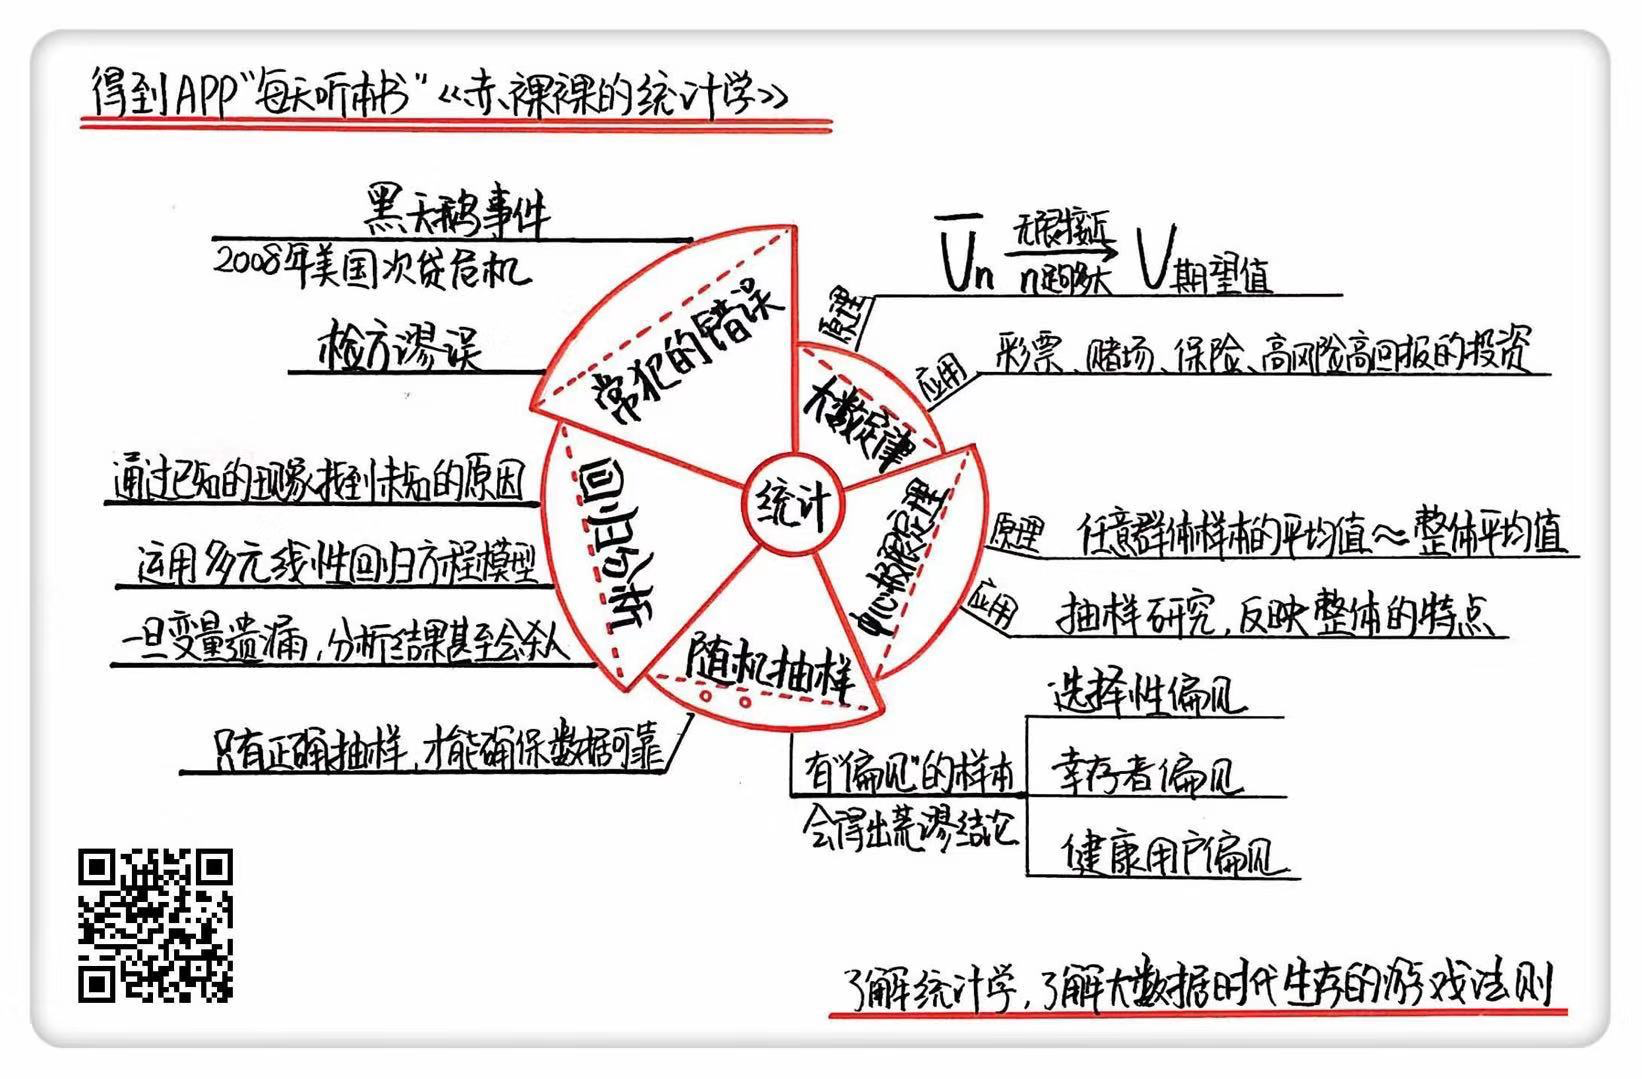 得到APP“每天听本书”《赤裸裸的统计学》
黑天鹅事件
2008年美国次贷危机
检方谬误
常犯的错误
Un 无限接近 U期望值
n足够大
原理
应用
彩票、赌场、保险、高风险高回报的投资
大数定律
统计
通过已知的现象找到未知的原因
运用多元线性回归方程模型
一旦变量遗漏,分析结果甚至会杀人
回归分析
中心极限定理
原理
任意群体样本的平均值≈整体平均值
应用
抽样研究,反映整体的特点
随机抽样
只有正确抽样,才能确保数据可靠
有“偏见”的样本
会得出荒谬结论
选择性偏见
幸存者偏见
健康用户偏见
了解统计学,了解大数据时代生存的游戏法则